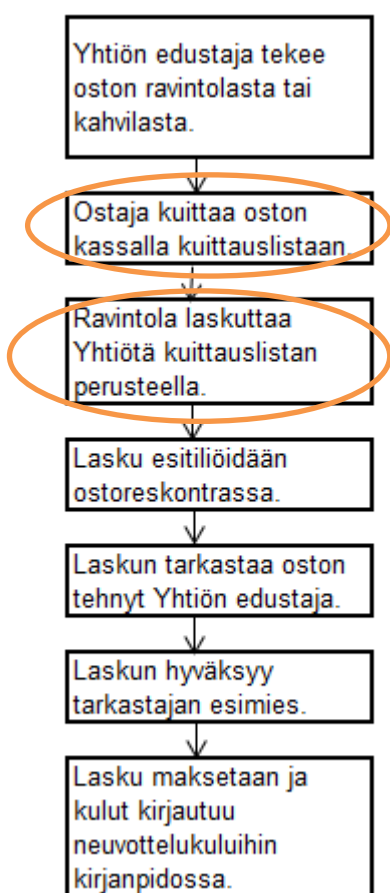 Yhtiön edustaja tekee
oston ravintolasta tai
kahvilasta.
Ostaja kuittaa oston
kassalla kuittauslistaan.
Ravintola laskuttaa
Yhtiötä kuittauslistan
perusteella.
Lasku esitiliöidään
ostoreskontrassa.
Laskun tarkastaa oston
tehnyt Yhtiön edustaja.
Laskun hyväksyy
tarkastajan esimies.
Lasku maksetaan ja
kulut kirjautuu
neuvottelukuluihin
kirjanpidossa.